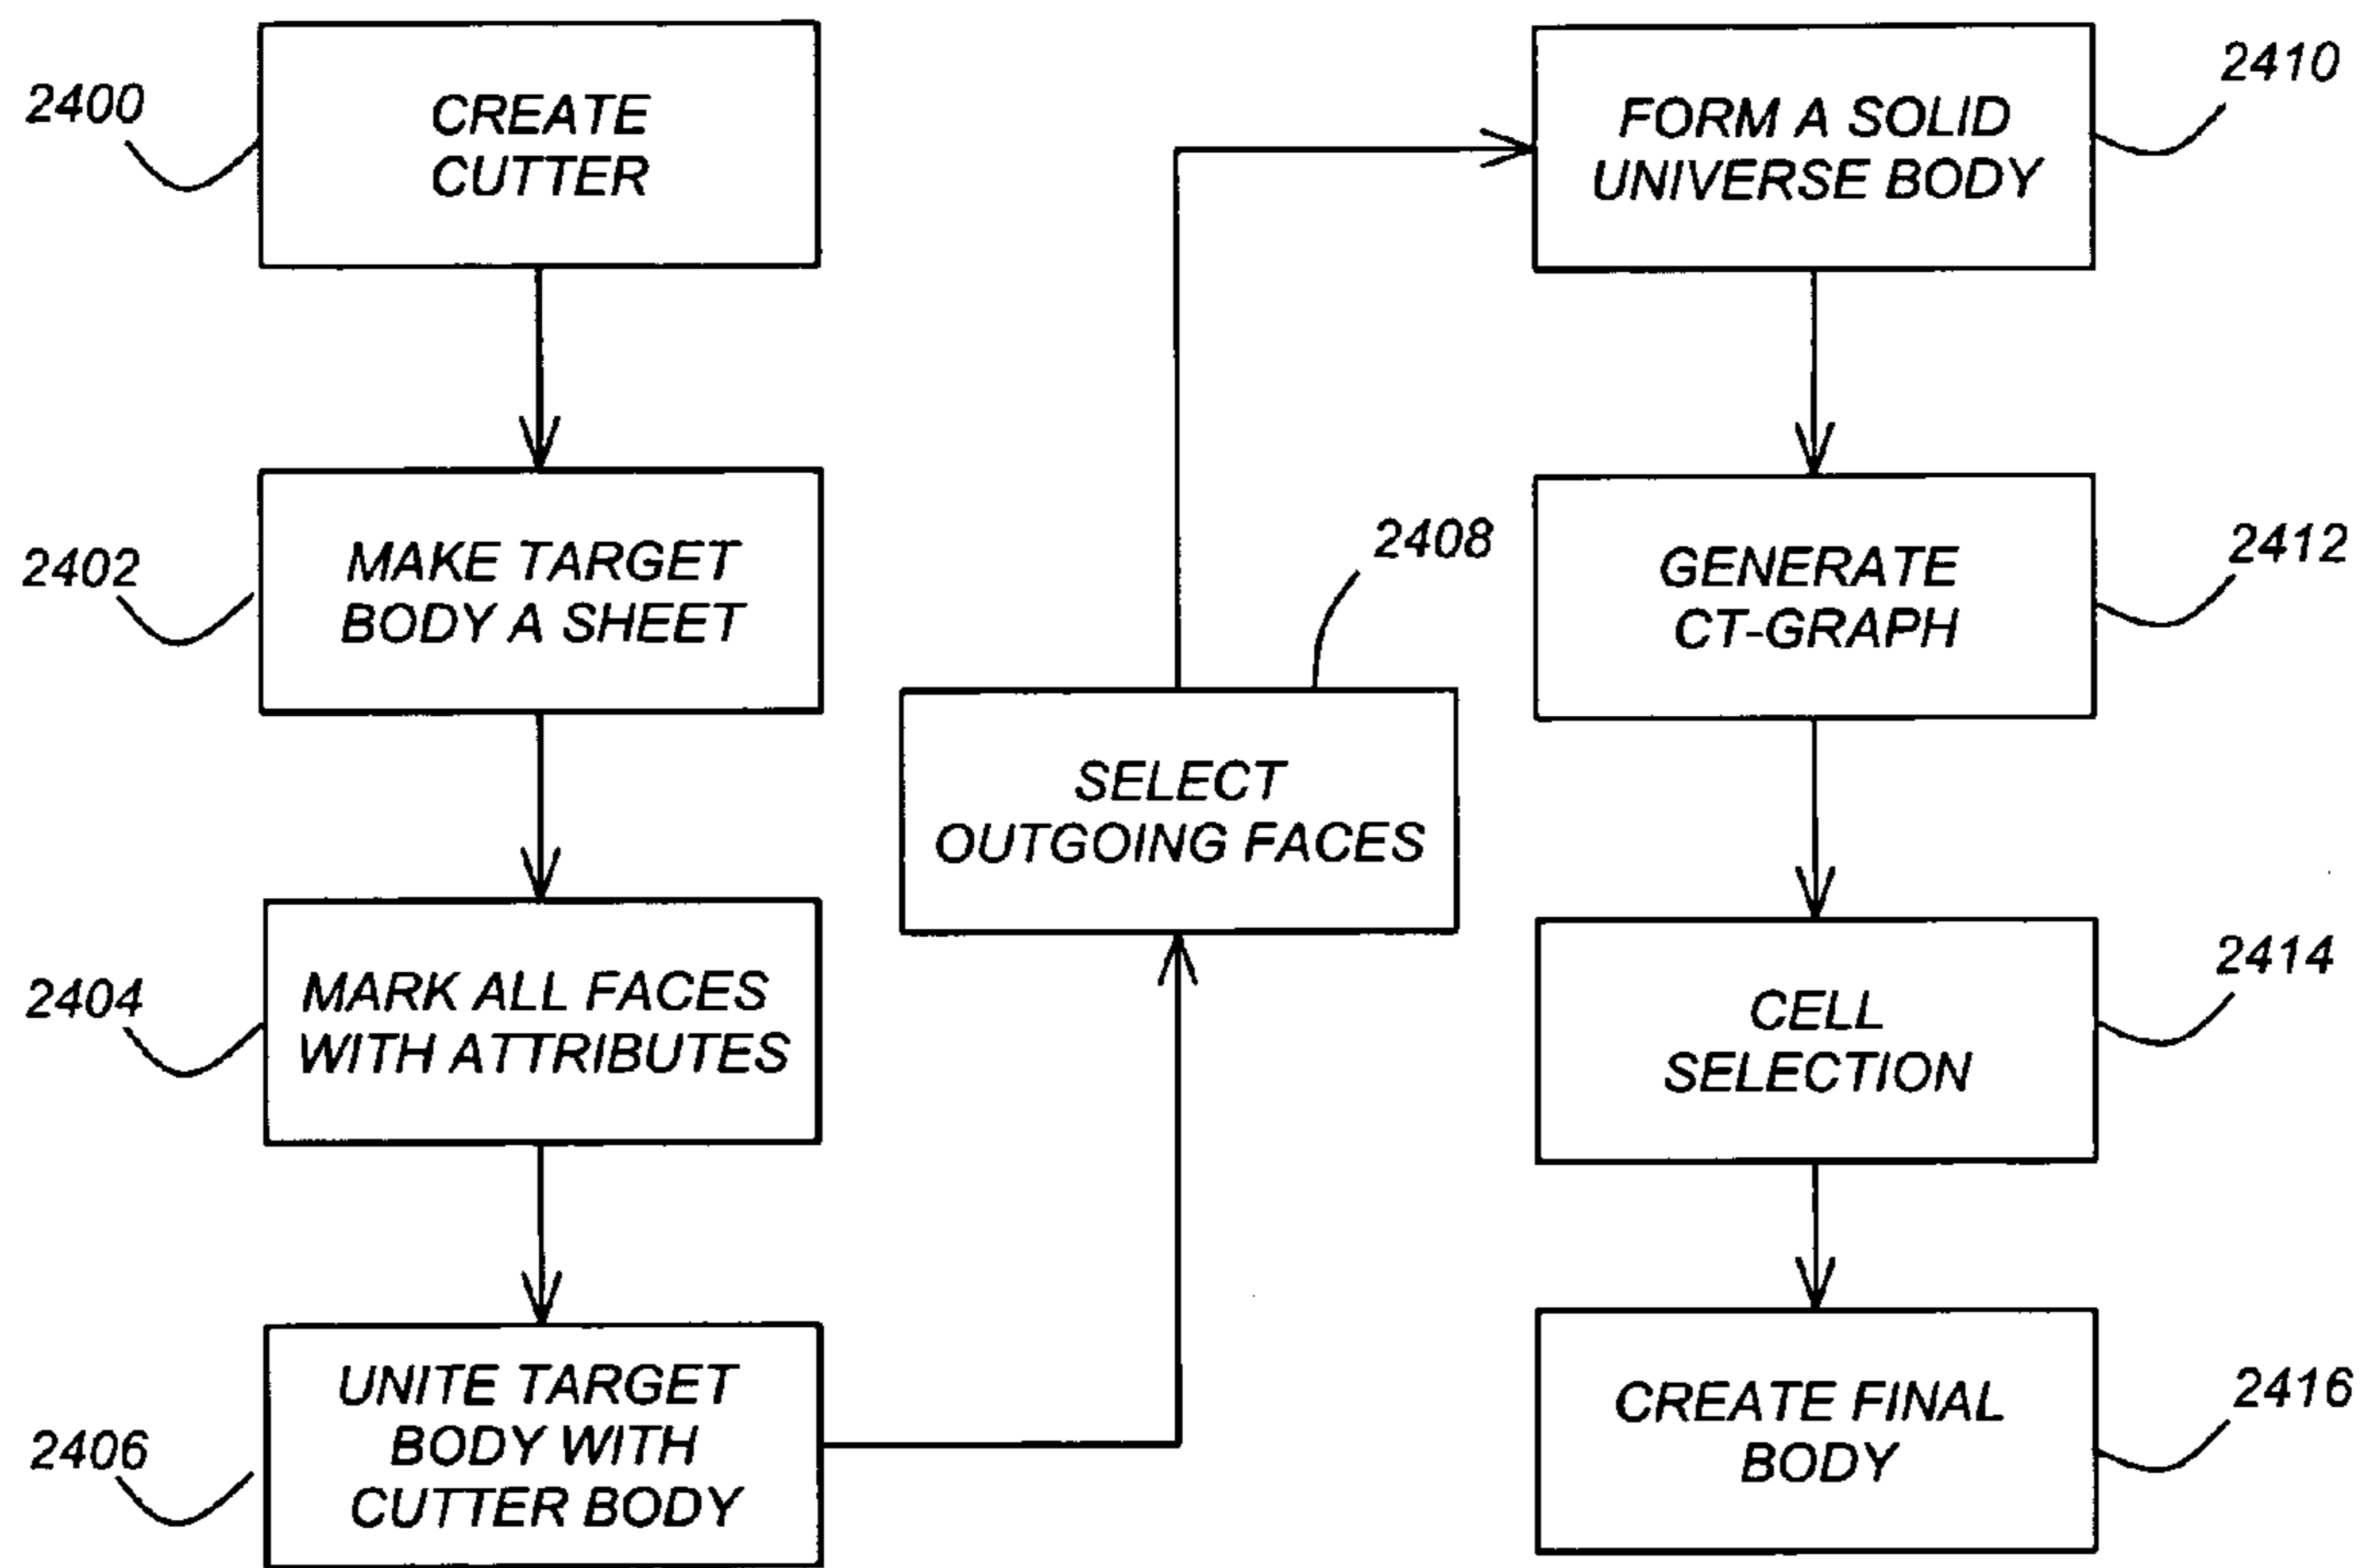 2400
CREATE
CUTTER
2402
MAKE TARGET
BODY A SHEET
2404
MARK ALL FACES
WITH ATTRIBUTES
2406
UNITE TARGET
BODY WITH
CUTTER BODY
2408
SELECT
OUTGOING FACES
2410
FORM A SOLID
UNIVERSE BODY
2412
GENERATE
CT-GRAPH
2414
CELL
SELECTION
2416
CREATE FINAL
BODY